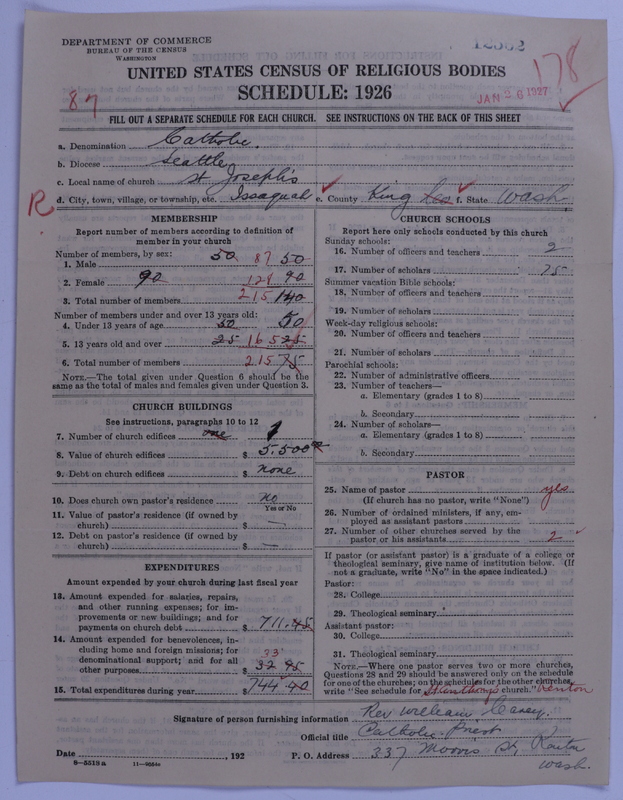 DEPARTMENT OF COMMERCE
BUREAU OF THE CENSUS
WASHINGTON
UNITED STATES CENSUS OF RELIGIOUS BODIES
SCHEDULE: 1926
178
87
JAN 26 1927
FILL OUT A SEPARATE SCHEDULE FOR EACH CHURCH. SEE INSTRUCTIONS ON THE BACK OF THIS SHEET
a. Denomination Catholic.
b. Diocese Seattle
c. Local name of church St Joseph's
R
d. City, town, village, or township, etc. Issaquah e. County King Co f. State Wash.
MEMBERSHIP
Report number of members according to definition of
member in your church
Number of members, by sex:
1. Male 50 87 50
2. Female 90 128 90
3. Total number of members 215 140
Number of members under and over 13 years old:
4. Under 13 years of age 50 50
5. 13 years old and over 25 165 25
6. Total number of members 215 75
NOTE.—The total given under Question 6 should be the
same as the total of males and females given under Question 3.
CHURCH BUILDINGS
See instructions, paragraphs 10 to 12
7. Number of church edifices one 1
8. Value of church edifices $ 5.500 00
9. Debt on church edifices $ none
10. Does church own pastor's residence no
Yes or No
11. Value of pastor's residence (if owned by
church) $ —
12. Debt on pastor's residence (if owned by
church) $ —
EXPENDITURES
Amount expended by your church during last fiscal year
13. Amount expended for salaries, repairs,
and other running expenses; for im-
provements or new buildings; and for
payments on church debt $ 711.45
14. Amount expended for benevolences, in-
cluding home and foreign missions; for
denominational support; and for all
other purposes $ 33 32 95
15. Total expenditures during year $ 744 40
CHURCH SCHOOLS
Report here only schools conducted by this church
Sunday schools:
16. Number of officers and teachers 2
17. Number of scholars 75
Summer vacation Bible schools:
18. Number of officers and teachers
19. Number of scholars
Week-day religious schools:
20. Number of officers and teachers
21. Number of scholars
Parochial schools:
22. Number of administrative officers
23. Number of teachers—
a. Elementary (grades 1 to 8)
b. Secondary
24. Number of scholars—
a. Elementary (grades 1 to 8)
b. Secondary
PASTOR
25. Name of pastor yes
(If church has no pastor, write "None")
26. Number of ordained ministers, if any, em-
ployed as assistant pastors
27. Number of other churches served by the
pastor or his assistants 2
If pastor (or assistant pastor) is a graduate of a college or
theological seminary, give name of institution below. (If
not a graduate, write "No" in the space indicated.)
Pastor:
28. College
29. Theological seminary
Assistant pastor:
30. College
31. Theological seminary
NOTE.—Where one pastor serves two or more churches,
Questions 28 and 29 should be answered only on the schedule
for one of the churches; on the schedules for the other churches,
write "See schedule for St Anthony's church." Renton
Signature of person furnishing information Rev William Carey.
Official title Catholic Priest
Date , 192 P. O. Address 337 Morris St, Renton
Wash.
8—5518 a 11—9554c